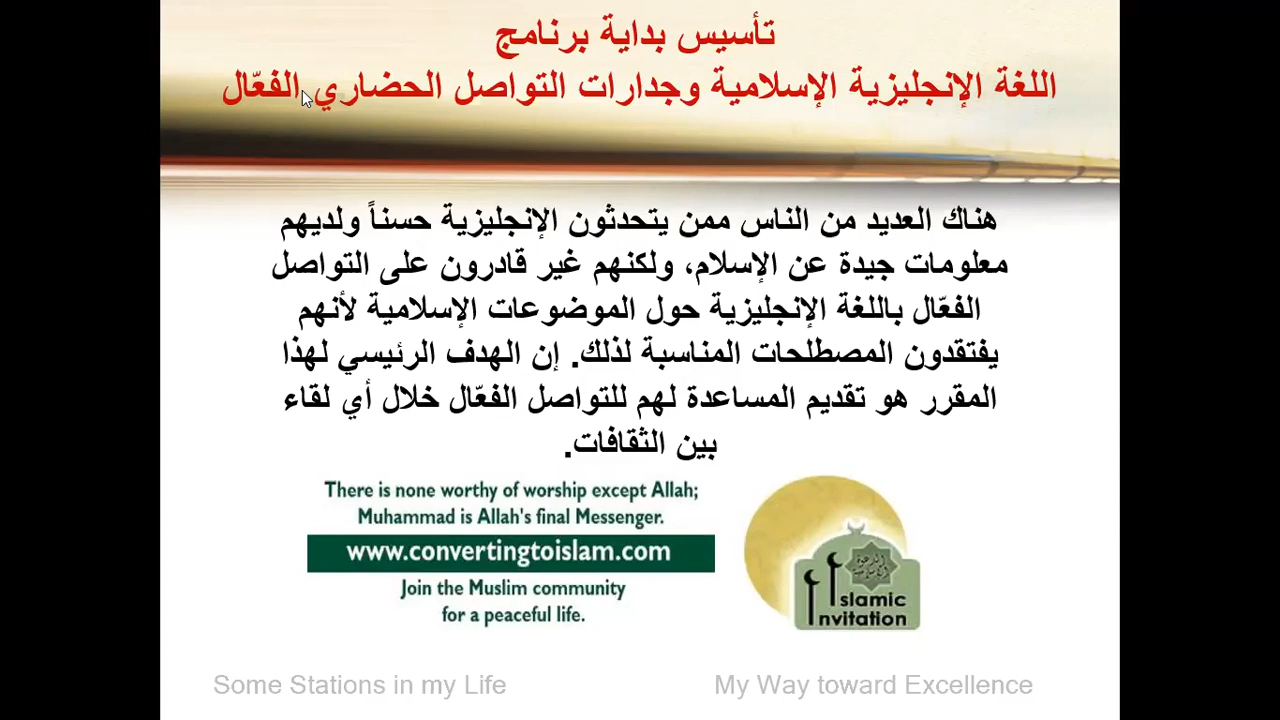 تأسيس بداية برنامج
اللغة الإنجليزية الإسلامية وجدارات التواصل الحضاري الفعّال
هناك العديد من الناس ممن يتحدثون الإنجليزية حسناً ولديهم
معلومات جيدة عن الإسلام، ولكنهم غير قادرون على التواصل
الفعّال باللغة الإنجليزية حول الموضوعات الإسلامية لأنهم
يفتقدون المصطلحات المناسبة لذلك. إن الهدف الرئيسي لهذا
المقرر هو تقديم المساعدة لهم للتواصل الفعّال خلال أي لقاء
بين الثقافات.
There is none worthy of worship except Allah;
Muhammad is Allah's final Messenger.
www.convertingtoislam.com
Join the Muslim community
for a peaceful life.
Islamic
Invitation
Some Stations in my Life
My Way toward Excellence